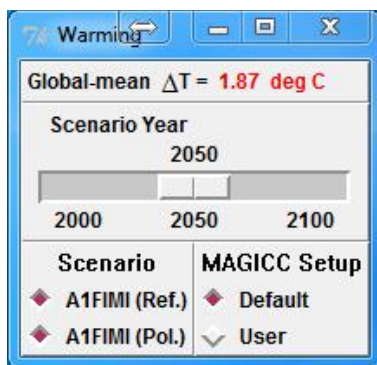 Warming
Global-mean ΔT = 1.87 deg C
Scenario Year
2050
2000 2050 2100
Scenario MAGICC Setup
A1FIMI (Ref.) Default
A1FIMI (Pol.) User